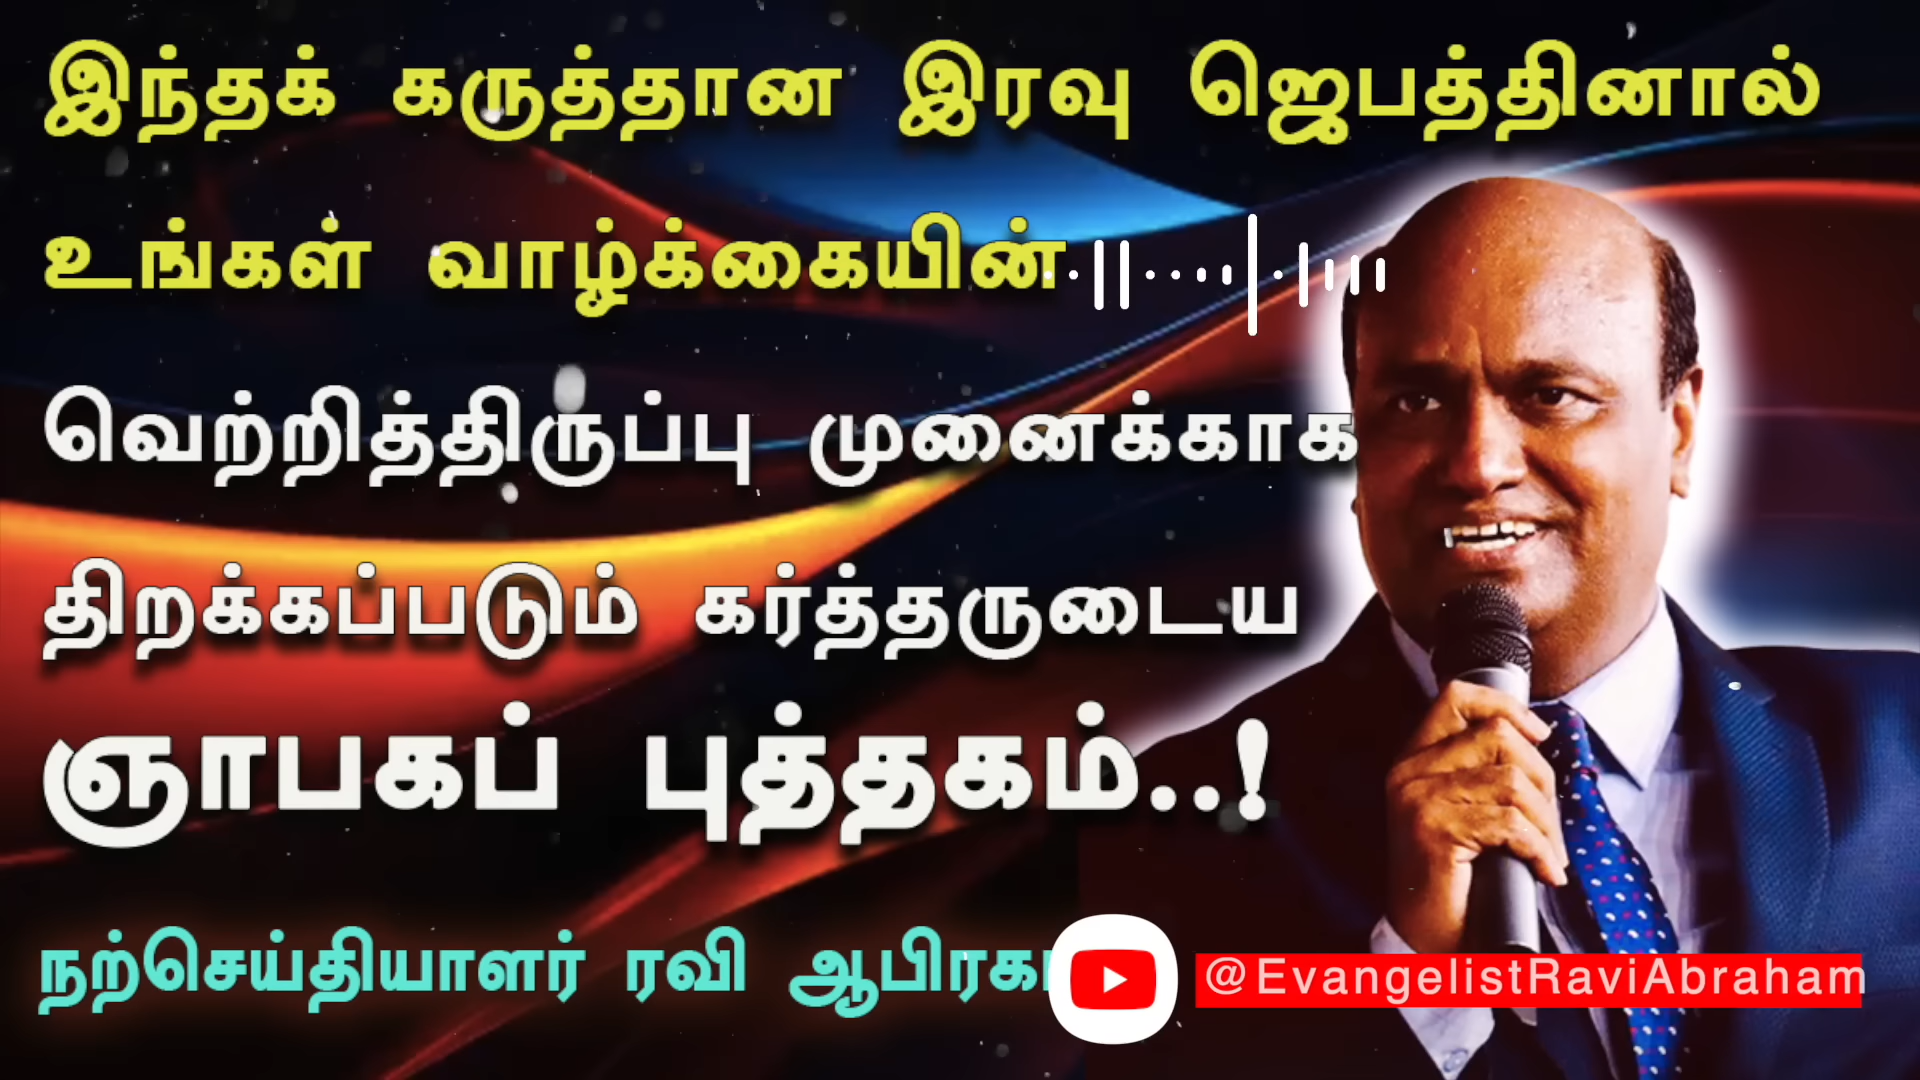 இந்தக் கருத்தான இரவு ஜெபத்தினால்
உங்கள் வாழ்க்கையின்
வெற்றித்திருப்பு முனைக்காக
திறக்கப்படும் கர்த்தருடைய
ஞாபகப் புத்தகம்..!
நற்செய்தியாளர் ரவி
@EvangelistRaviAbraham